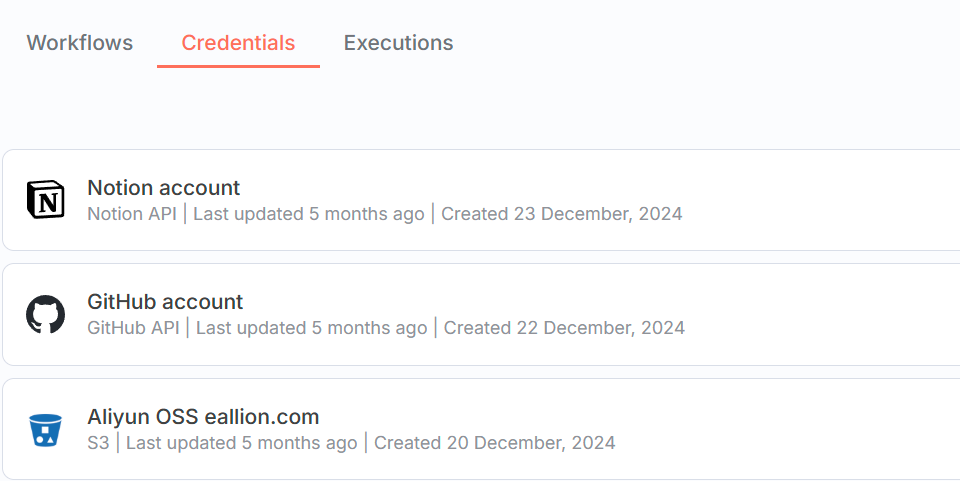 Workflows Credentials Executions
Notion account
Notion API | Last updated 5 months ago | Created 23 December, 2024
GitHub account
GitHub API | Last updated 5 months ago | Created 22 December, 2024
Aliyun OSS eallion.com
S3 | Last updated 5 months ago | Created 20 December, 2024